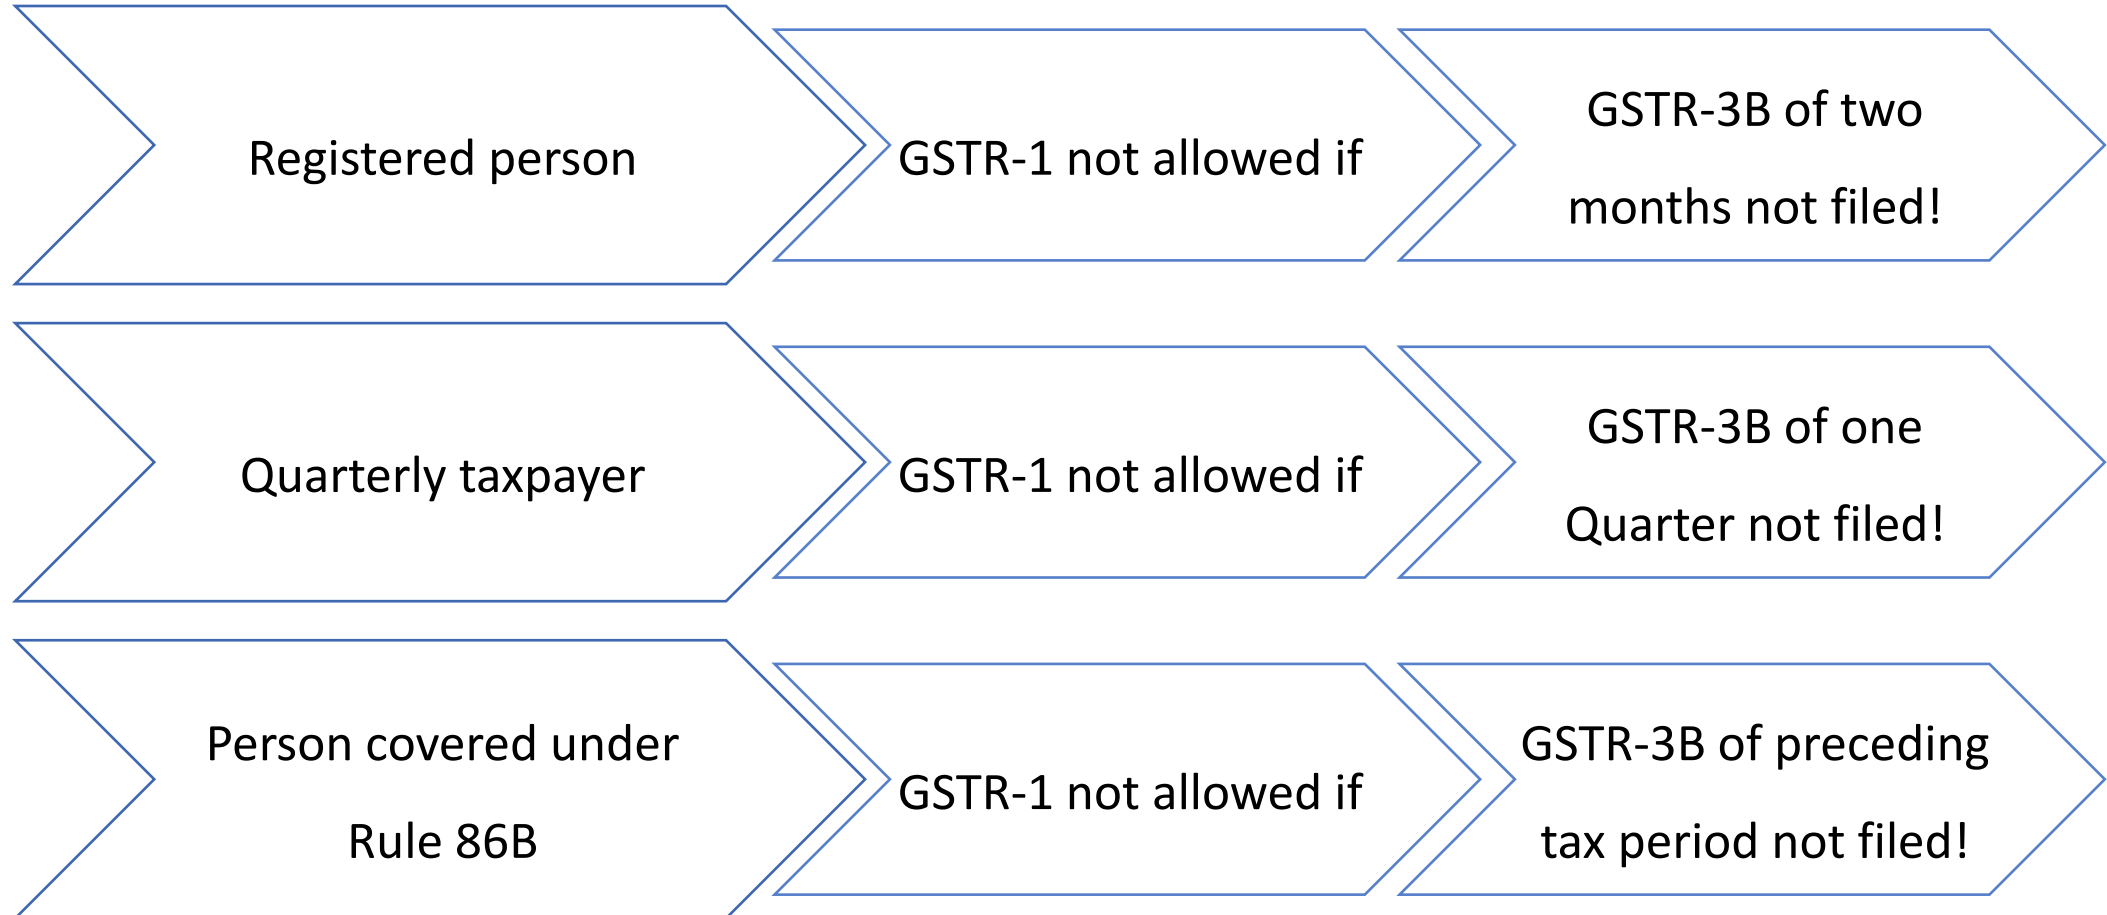 Registered person
GSTR-1 not allowed if
GSTR-3B of two
months not filed!
Quarterly taxpayer
GSTR-1 not allowed if
GSTR-3B of one
Quarter not filed!
Person covered under
Rule 86B
GSTR-1 not allowed if
GSTR-3B of preceding
tax period not filed!